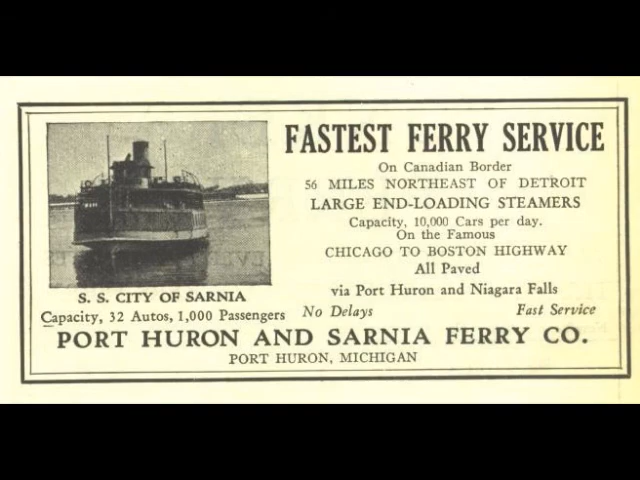 FASTEST FERRY SERVICE
On Canadian Border
56 MILES NORTHEAST OF DETROIT
LARGE END-LOADING STEAMERS
Capacity, 10,000 Cars per day.
On the Famous
CHICAGO TO BOSTON HIGHWAY
All Paved
via Port Huron and Niagara Falls
No Delays Fast Service
S. S. CITY OF SARNIA
Capacity, 32 Autos, 1,000 Passengers
PORT HURON AND SARNIA FERRY CO.
PORT HURON, MICHIGAN